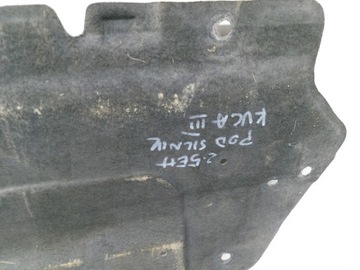 KUGA III
POD SILNIK
2.5EH